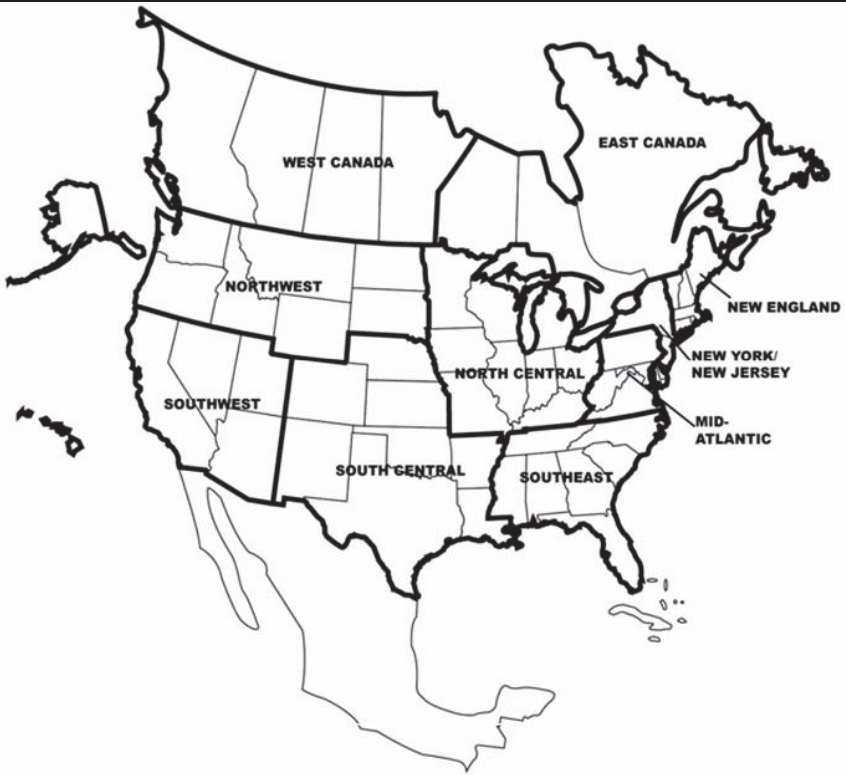 EAST CANADA
WEST CANADA
NORTHWEST
NEW ENGLAND
NEW YORK/
NEW JERSEY
NORTH CENTRAL
SOUTHWEST
MID-
ATLANTIC
SOUTH CENTRAL
SOUTHEAST